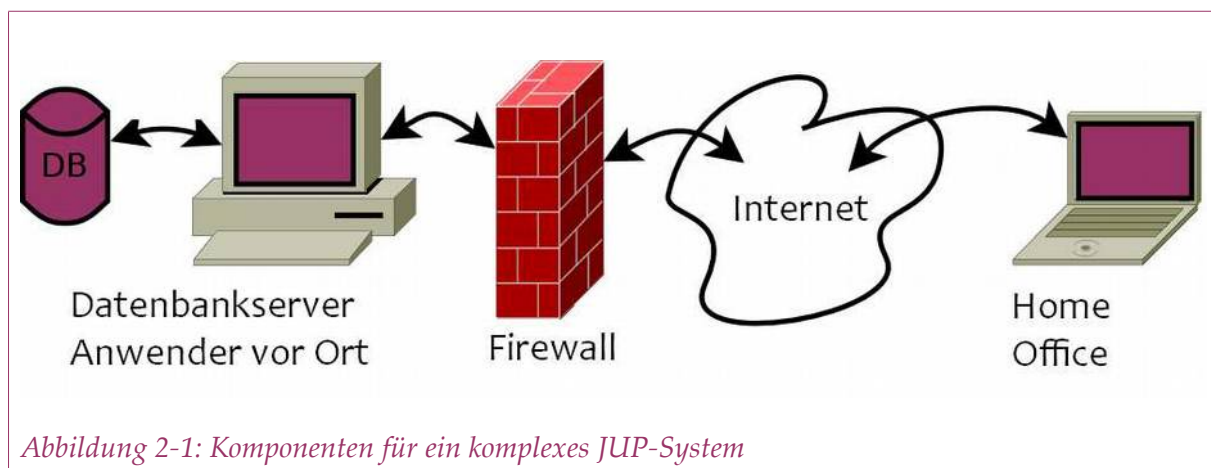 DB
Datenbankserver
Anwender vor Ort
Firewall
Internet
Home
Office
Abbildung 2-1: Komponenten für ein komplexes JUP-System